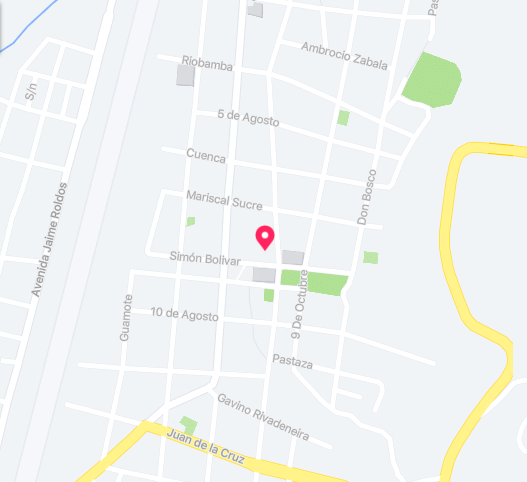 Pas
Ambrocio Zabala
Riobamba
S/n
5 de Agosto
Cuenca
Avenida Jaime Roldos
Mariscal Sucre
Don Bosco
Simón Bolivar
Guamote
9 De Octubre
10 de Agosto
Pastaza
Gavino Rivadeneira
Juan de la Cruz